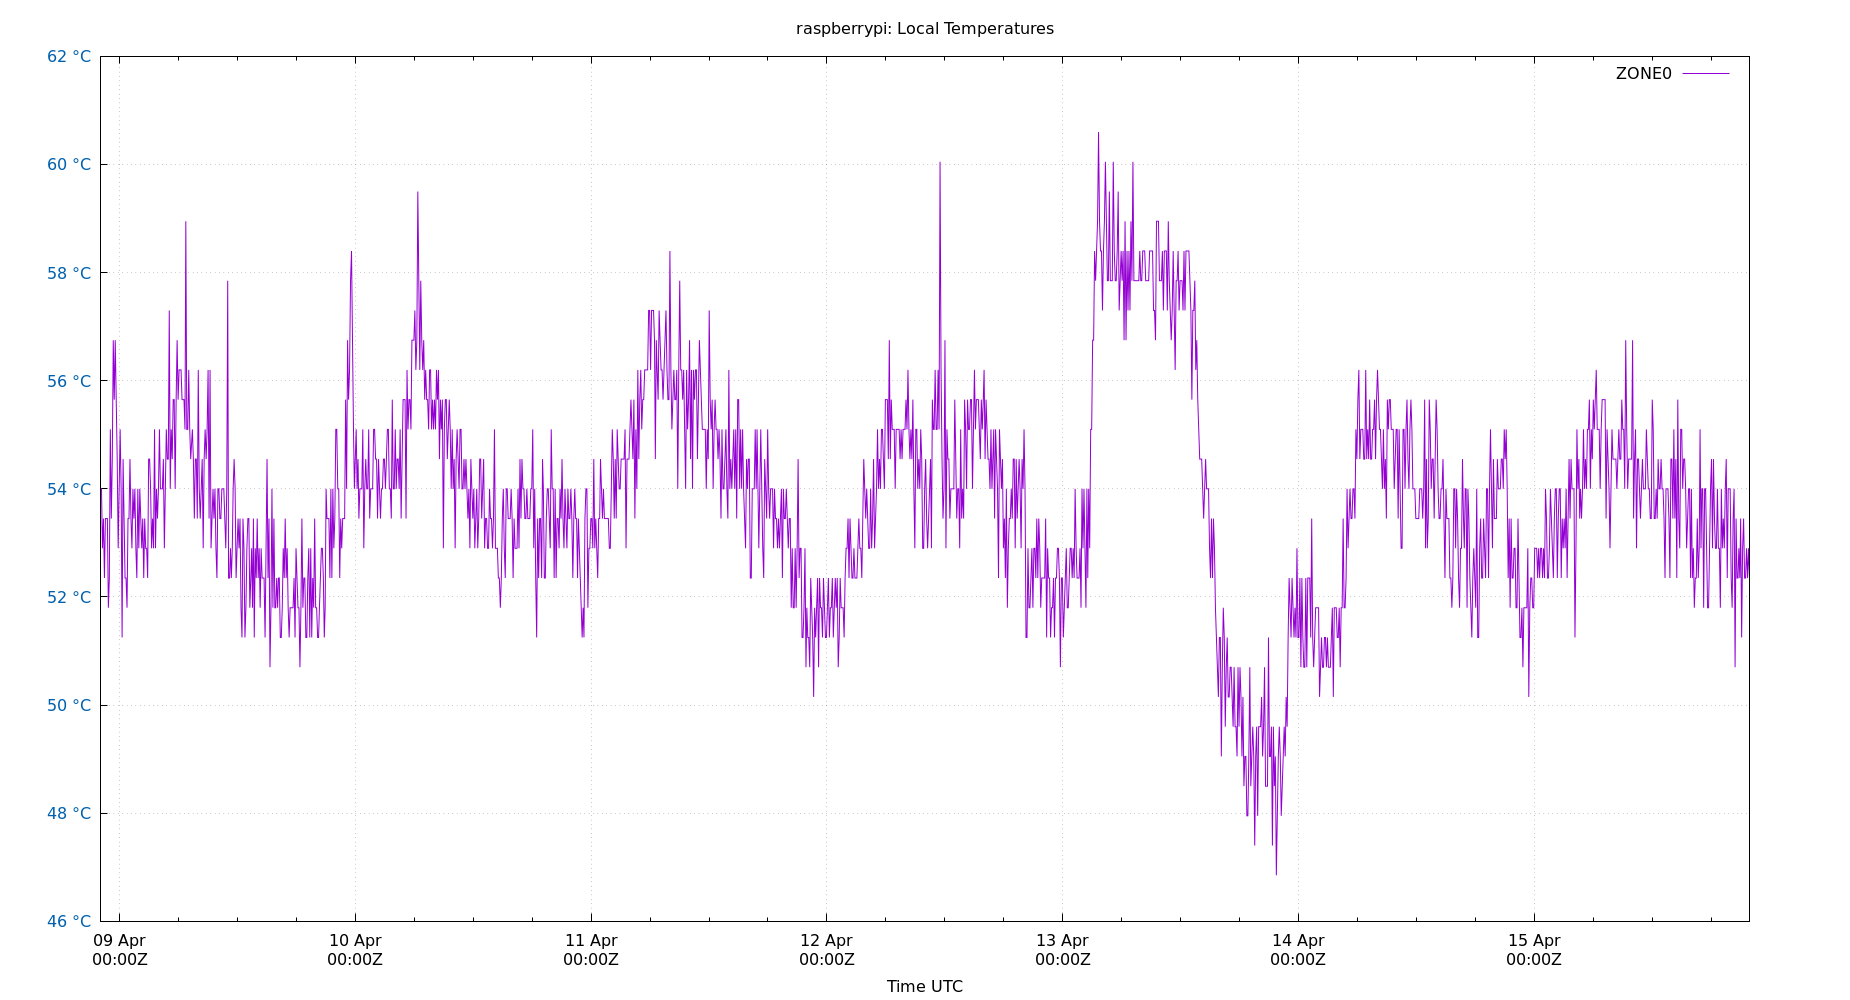 raspberrypi: Local Temperatures
62 °C
ZONE0
60 °C
58 °C
56 °C
54 °C
52 °C
50 °C
48 °C
46 °C
09 Apr 10 Apr 11 Apr 12 Apr 13 Apr 14 Apr 15 Apr
00:00Z 00:00Z 00:00Z 00:00Z 00:00Z 00:00Z 00:00Z
Time UTC